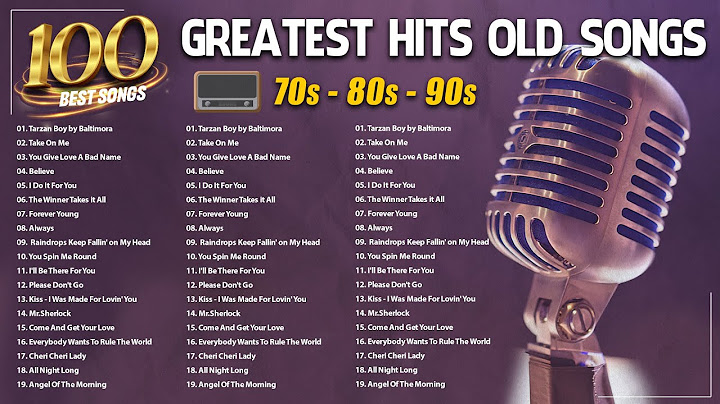 100
BEST SONGS
GREATEST HITS OLD SONGS
70s - 80s - 90s
01. Tarzan Boy by Baltimora
02. Take On Me
03. You Give Love A Bad Name
04. Believe
05. I Do It For You
06. The Winner Takes it All
07. Forever Young
08. Always
09. Raindrops Keep Fallin' on My Head
10. You Spin Me Round
11. I'll Be There For You
12. Please Don't Go
13. Kiss - I Was Made For Lovin' You
14. Mr.Sherlock
15. Come And Get Your Love
16. Everybody Wants To Rule The World
17. Cheri Cheri Lady
18. All Night Long
19. Angel Of The Morning
01. Tarzan Boy by Baltimora
02. Take On Me
03. You Give Love A Bad Name
04. Believe
05. I Do It For You
06. The Winner Takes it All
07. Forever Young
08. Always
09. Raindrops Keep Fallin' on My Head
10. You Spin Me Round
11. I'll Be There For You
12. Please Don't Go
13. Kiss - I Was Made For Lovin' You
14. Mr.Sherlock
15. Come And Get Your Love
16. Everybody Wants To Rule The World
17. Cheri Cheri Lady
18. All Night Long
19. Angel Of The Morning
01. Tarzan Boy by Baltimora
02. Take On Me
03. You Give Love A Bad Name
04. Believe
05. I Do It For You
06. The Winner Takes it All
07. Forever Young
08. Always
09. Raindrops Keep Fallin' on My Head
10. You Spin Me Round
11. I'll Be There For You
12. Please Don't Go
13. Kiss - I Was Made For Lovin' You
14. Mr.Sherlock
15. Come And Get Your Love
16. Everybody Wants To Rule The World
17. Cheri Cheri Lady
18. All Night Long
19. Angel Of The Morning